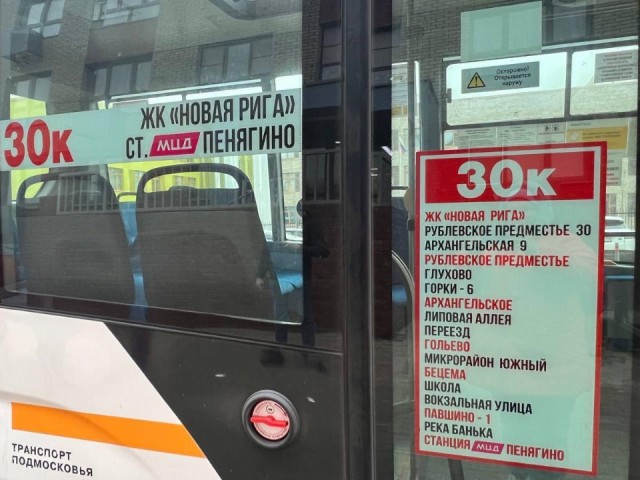 30К
ЖК «НОВАЯ РИГА»
СТ. МЦД ПЕНЯГИНО
Осторожно!
Открывается
наружу
30К
ЖК «НОВАЯ РИГА»
РУБЛЕВСКОЕ ПРЕДМЕСТЬЕ 30
АРХАНГЕЛЬСКАЯ 9
РУБЛЕВСКОЕ ПРЕДМЕСТЬЕ
ГЛУХОВО
ГОРКИ - 6
АРХАНГЕЛЬСКОЕ
ЛИПОВАЯ АЛЛЕЯ
ПЕРЕЕЗД
ГОЛЬЕВО
МИКРОРАЙОН ЮЖНЫЙ
БЕЦЕМА
ШКОЛА
ВОКЗАЛЬНАЯ УЛИЦА
ПАВШИНО - 1
РЕКА БАНЬКА
СТАНЦИЯ МЦД ПЕНЯГИНО
ТРАНСПОРТ
ПОДМОСКОВЬЯ